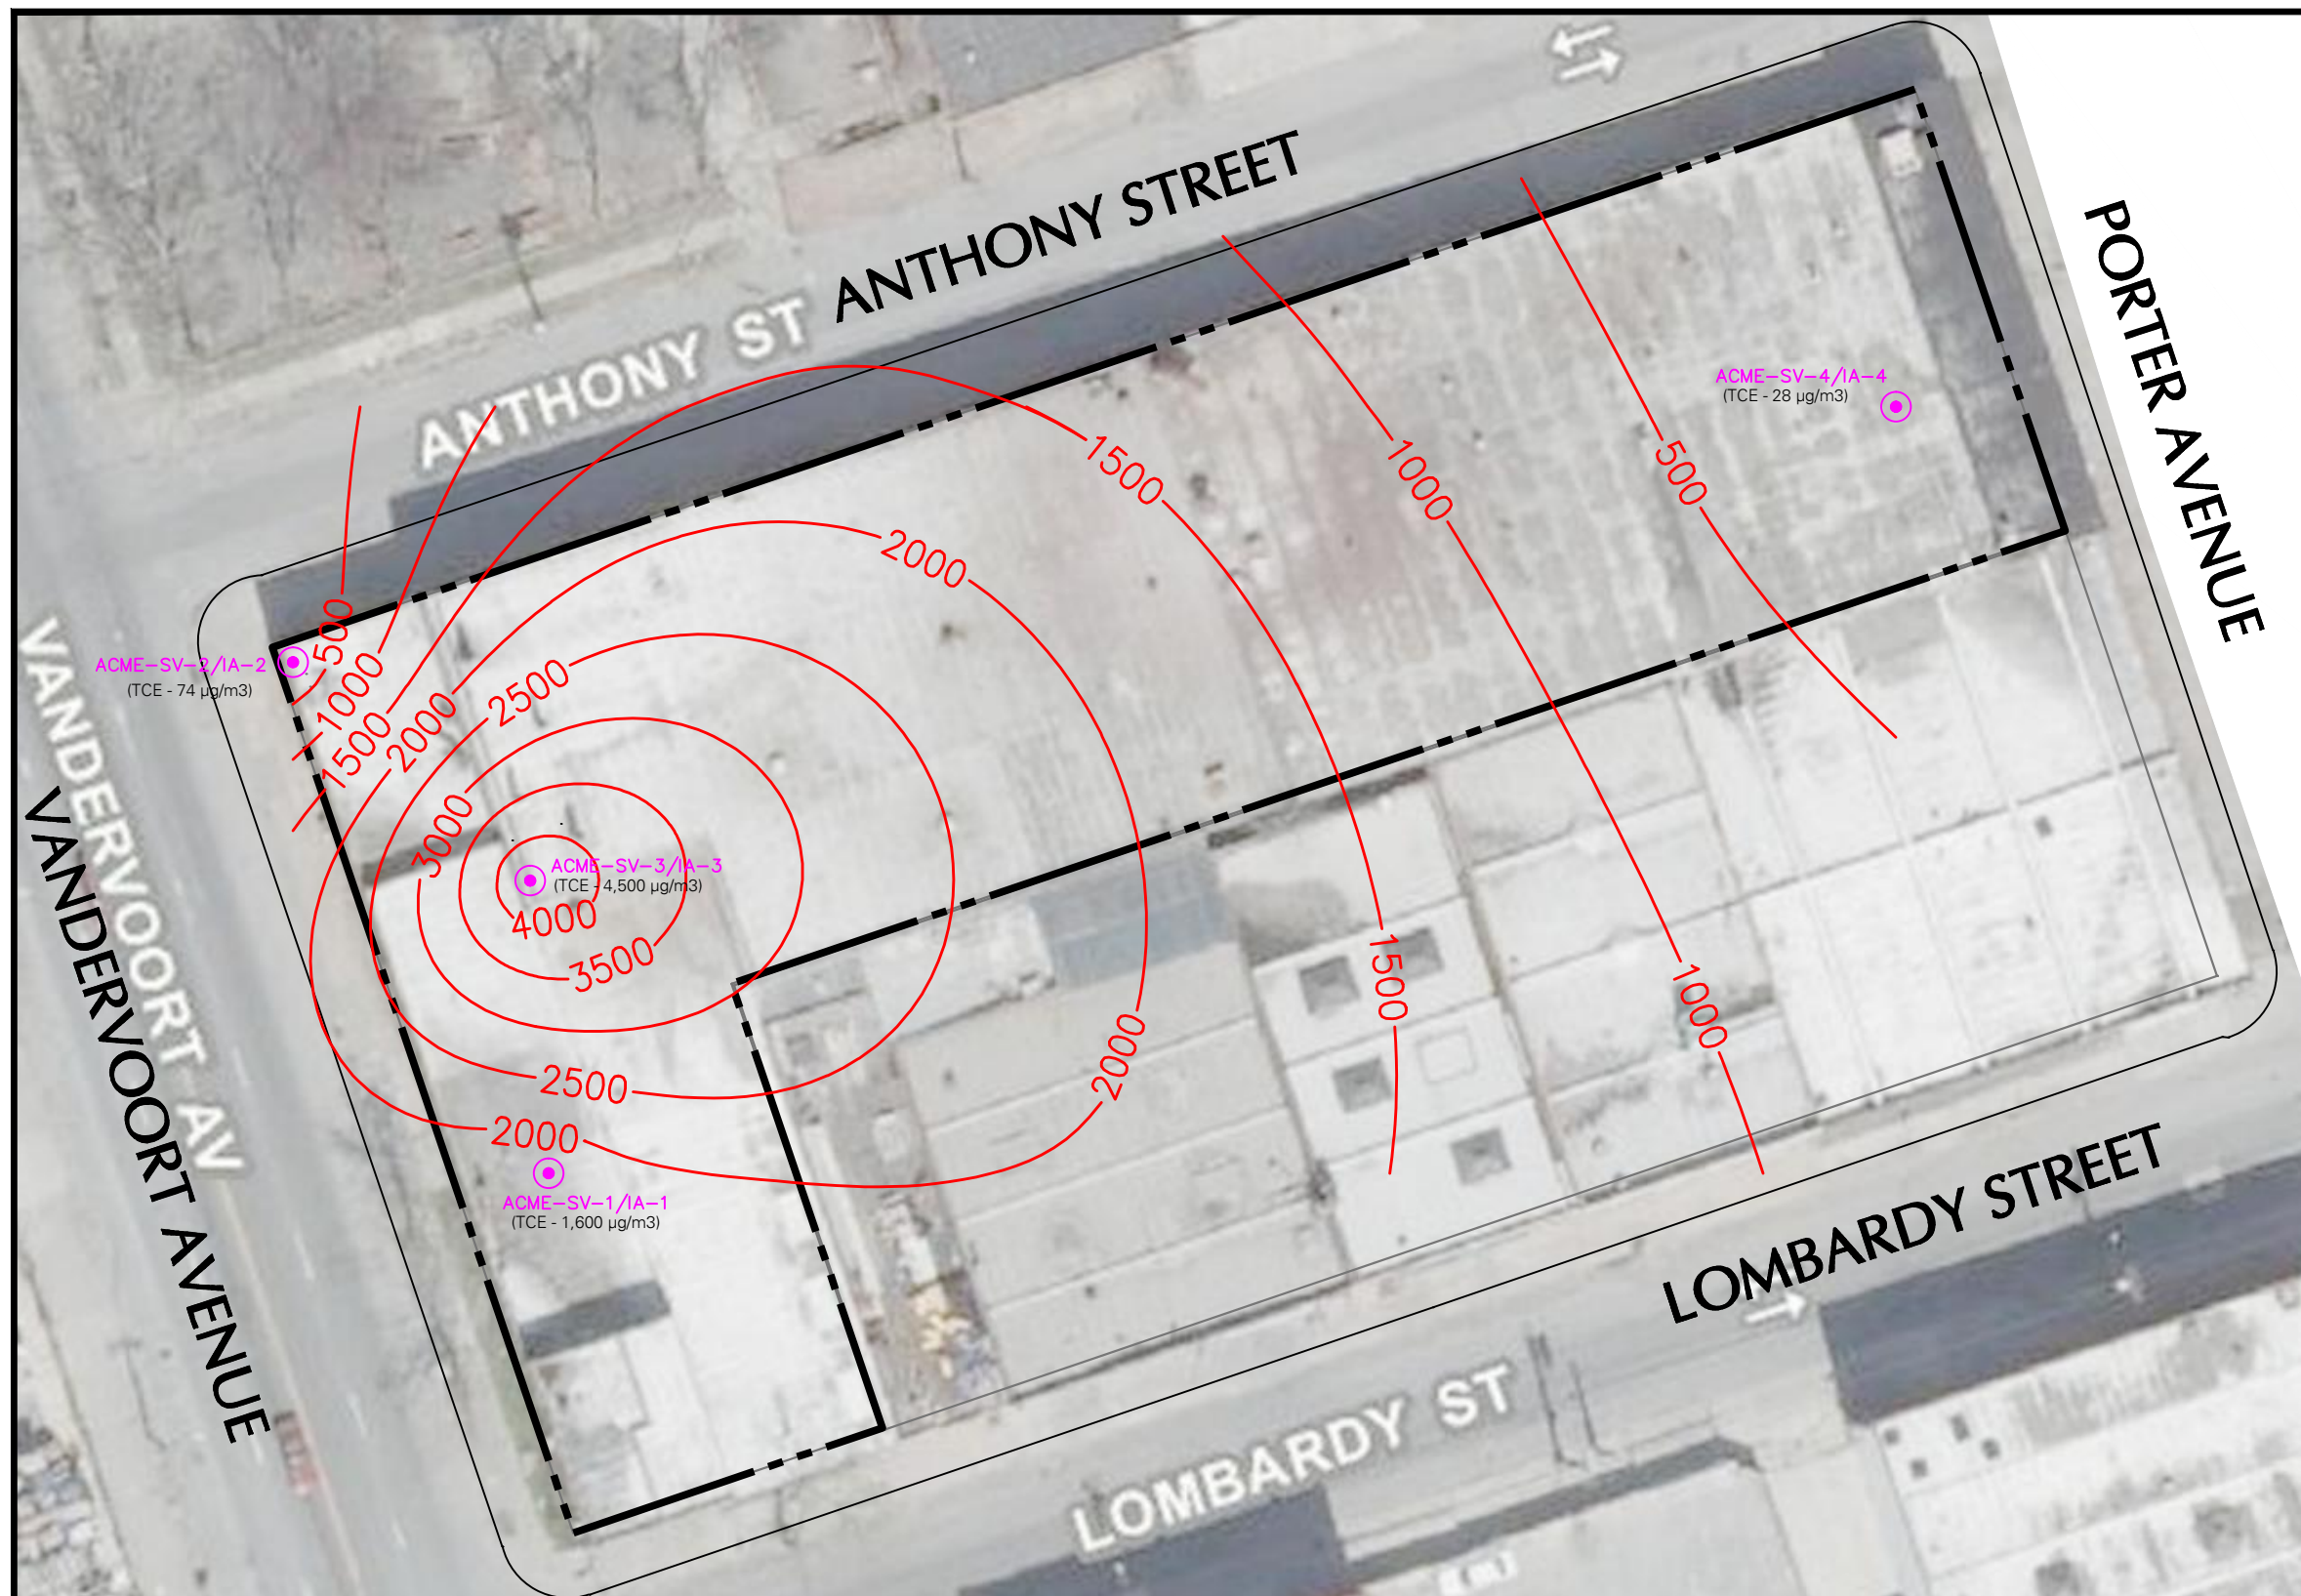 ANTHONY STREET
ANTHONY ST
PORTER AVENUE
ACME-SV-4/IA-4
(TCE - 28 µg/m3)
500
1000
1500
2000
2500
500
1000
1500
2000
ACME-SV-2/IA-2
(TCE - 74 µg/m3)
3000
ACME-SV-3/IA-3
(TCE - 4,500 µg/m3)
4000
3500
1500
1000
2000
2500
2000
ACME-SV-1/IA-1
(TCE - 1,600 µg/m3)
VANDERVOORT AV
VANDERVOORT AVENUE
LOMBARDY STREET
LOMBARDY ST